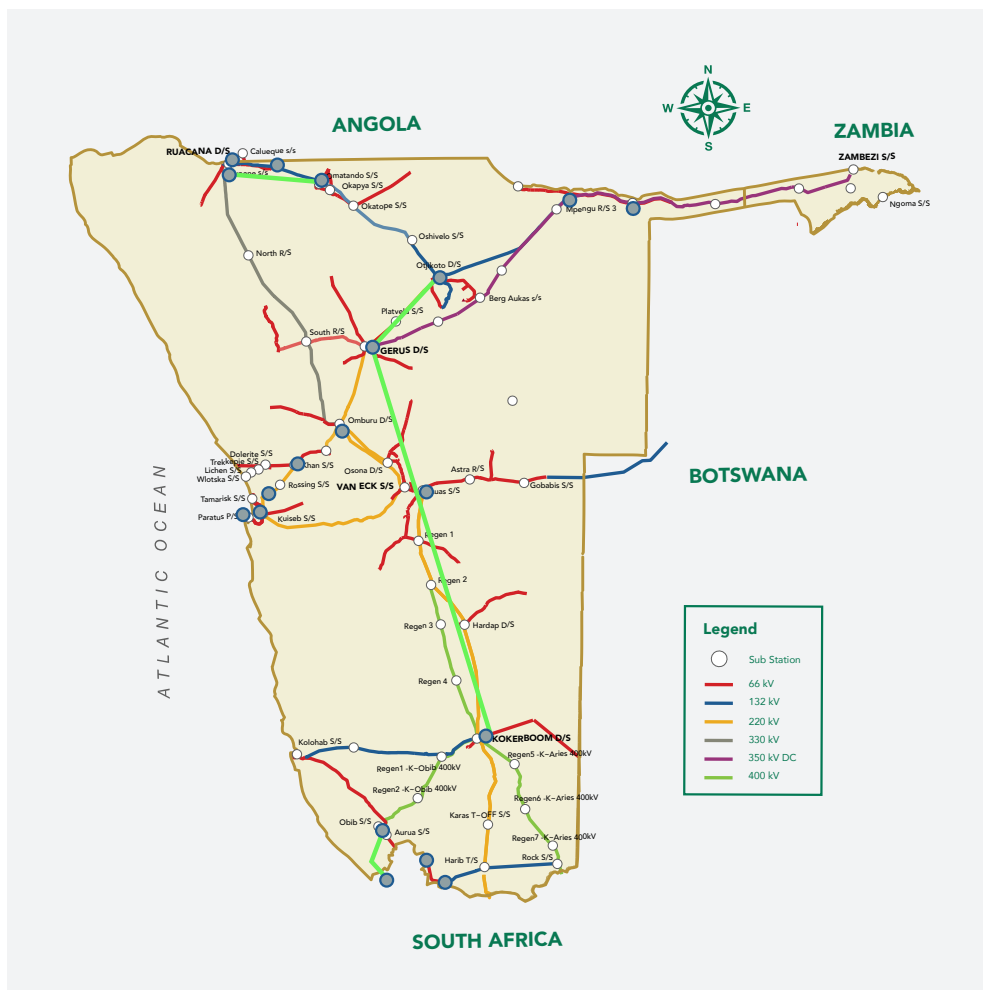 N
W
E
S
ANGOLA
ZAMBIA
RUACANA D/S
Calueque s/s
ZAMBEZI S/S
Okapya S/S
Okatope S/S
Mpengu R/S 3
Ngoma S/S
Oshivelo S/S
North R/S
Otjikoto D/S
Berg Aukas s/s
Platveld S/S
South R/S
GERUS D/S
Omburu D/S
Dolerite S/S
Trekkopje S/S
Khan S/S
Lichen S/S
Wlotska S/S
Osona D/S
Astra R/S
Rossing S/S
VAN ECK S/S
Gobabis S/S
Tamarisk S/S
Paratus P/S
Kuiseb S/S
BOTSWANA
ATLANTIC OCEAN
Regen 1
Regen 2
Regen 3
Hardap D/S
Regen 4
Legend
Sub Station
66 kV
132 kV
220 kV
330 kV
350 kV DC
400 kV
Kolohab S/S
KOKERBOOM D/S
Regen5 -K~Aries 400kV
Regen1 -K~Obib 400kV
Regen2 -K~Obib 400kV
Regen6 -K~Aries 400kV
Karas T~OFF S/S
Obib S/S
Aurua S/S
Regen7 -K~Aries 400kV
Harib T/S
Rock S/S
SOUTH AFRICA